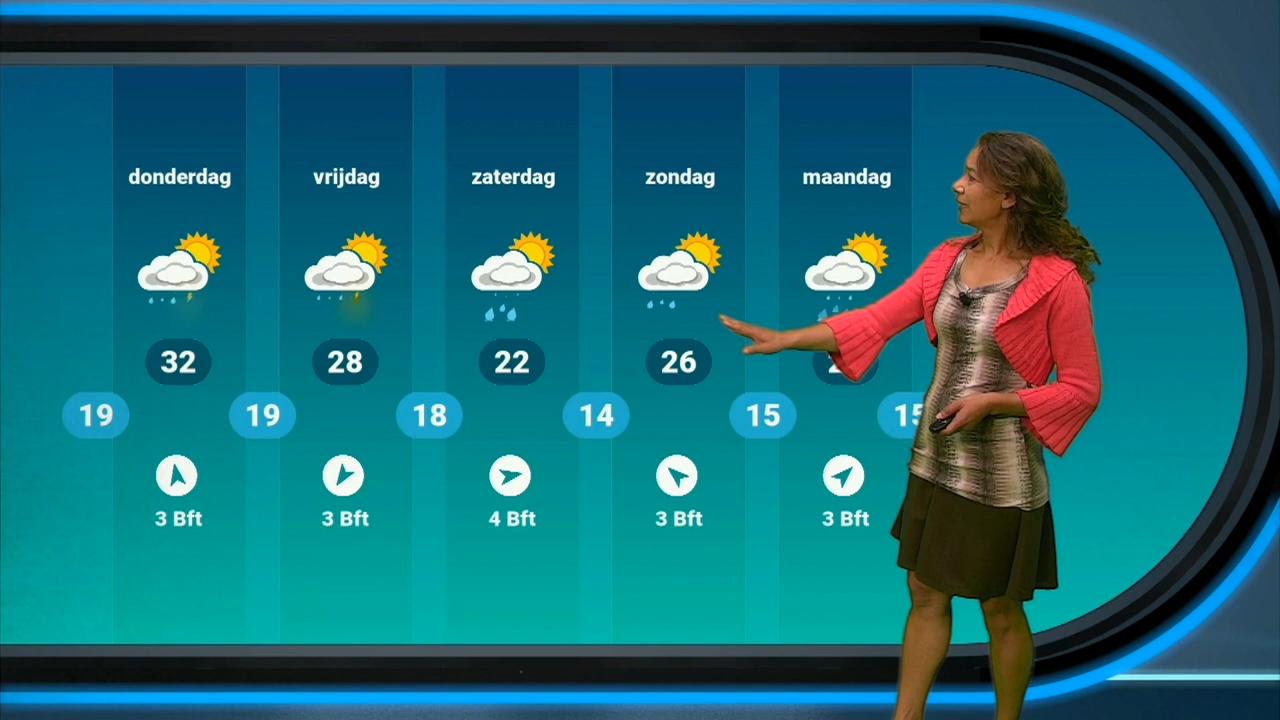 donderdag vrijdag zaterdag zondag maandag
32 28 22 26
19 19 18 14 15 15
3 Bft 3 Bft 4 Bft 3 Bft 3 Bft